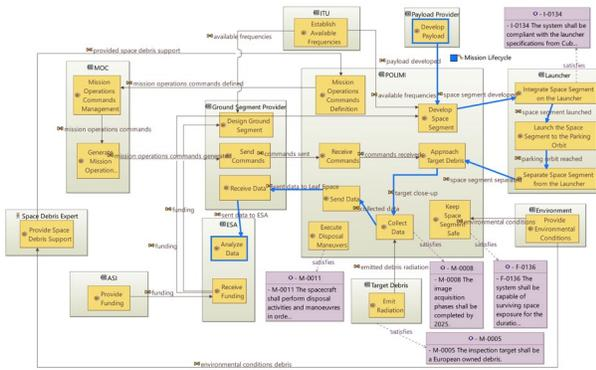 ITU
Establish
Available
Frequencies
available frequencies
Payload Provider
Develop
Payload
payload developed
Mission Lifecycle
- I-0134
- I-0134 The system shall be
compliant with the launcher
specifications from Cub...
satisfies
provided space debris support
MOC
Mission
Operations
Commands
Management
mission operations commands defined
mission operations commands
Generate
Mission
Operation...
mission operations commands generated
Ground Segment Provider
Design Ground
Segment
Send
Commands
commands sent
Receive Data
sent data to Leaf Space
POLIMI
Mission
Operations
Commands
Definition
available frequencies
space segment developed
Develop
Space
Segment
Receive
Commands
commands received
Approach
Target Debris
target close-up
Send Data
collected data
Collect
Data
Execute
Disposal
Maneuvers
satisfies
Keep
Space
Segment
Safe
Launcher
Integrate Space Segment
on the Launcher
space segment launched
Launch the Space
Segment to the Parking
Orbit
parking orbit reached
Separate Space Segment
from the Launcher
space segment separated
Space Debris Expert
Provide Space
Debris Support
funding
funding
sent data to ESA
ESA
Analyze
Data
Receive
Funding
ASI
Provide
Funding
funding
Environment
Provide
Environmental
Conditions
environmental conditions
- M-0011
- M-0011 The spacecraft
shall perform disposal
activities and manoeuvres
in orde...
emitted debris radiation
Target Debris
Emit
Radiation
satisfies
satisfies
- M-0008
- M-0008 The
image
acquisition
phases shall be
completed by
2025.
satisfies
- F-0136
- F-0136 The
system shall be
capable of
surviving space
exposure for the
duratio...
- M-0005
- M-0005 The inspection target shall be
a European owned debris.
environmental conditions debris